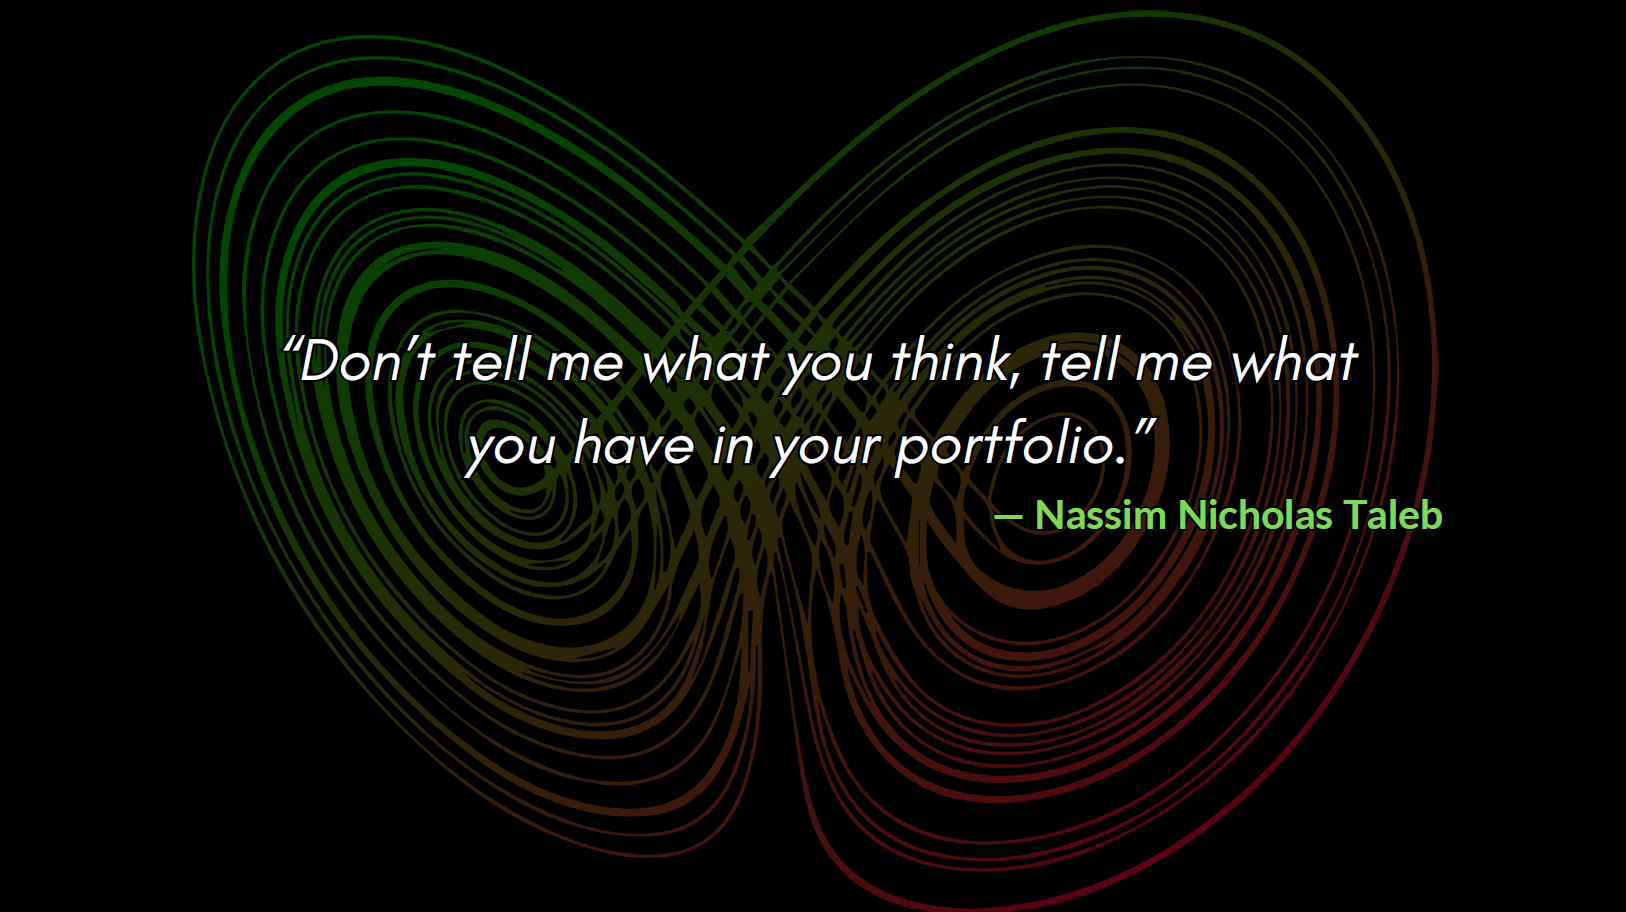 “Don’t tell me what you think, tell me what
you have in your portfolio.”
— Nassim Nicholas Taleb